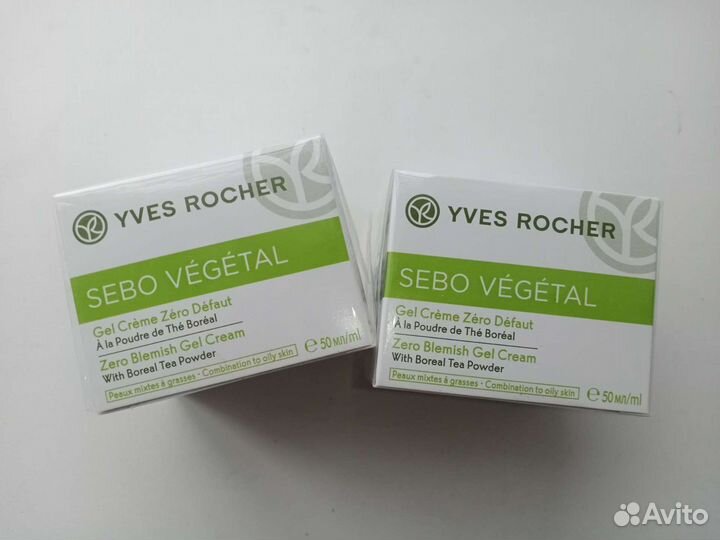 YVES ROCHER
SEBO VÉGÉTAL
Gel Crème Zéro Défaut
À la Poudre de Thé Boréal
Zero Blemish Gel Cream
With Boreal Tea Powder
Peaux mixtes à grasses • Combination to oily skin
℮ 50 мл/ml
YVES ROCHER
SEBO VÉGÉTAL
Gel Crème Zéro Défaut
À la Poudre de Thé Boréal
Zero Blemish Gel Cream
With Boreal Tea Powder
Peaux mixtes à grasses • Combination to oily skin
℮ 50 мл/ml
Avito